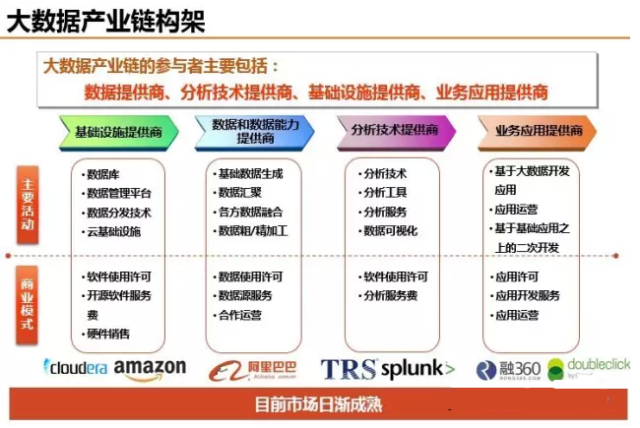 大数据产业链构架
大数据产业链的参与者主要包括：
数据提供商、分析技术提供商、基础设施提供商、业务应用提供商
基础设施提供商
数据和数据能力
提供商
分析技术提供商
业务应用提供商
主要活动
•数据库
•数据管理平台
•数据分发技术
•云基础设施
•基础数据生成
•数据汇聚
•各方数据融合
•数据粗/精加工
•分析技术
•分析工具
•分析服务
•数据可视化
•基于大数据开发
应用
•应用运营
•基于基础应用之
上的二次开发
商业模式
•软件使用许可
•开源软件服务
费
•硬件销售
•数据使用许可
•数据源服务
•合作运营
•软件使用许可
•分析服务费
•应用许可
•应用开发服务
•应用运营
cloudera
amazon
阿里巴巴
Alibaba.com
TRS
splunk>
融360
RONG360.COM
doubleclick
by
目前市场日渐成熟